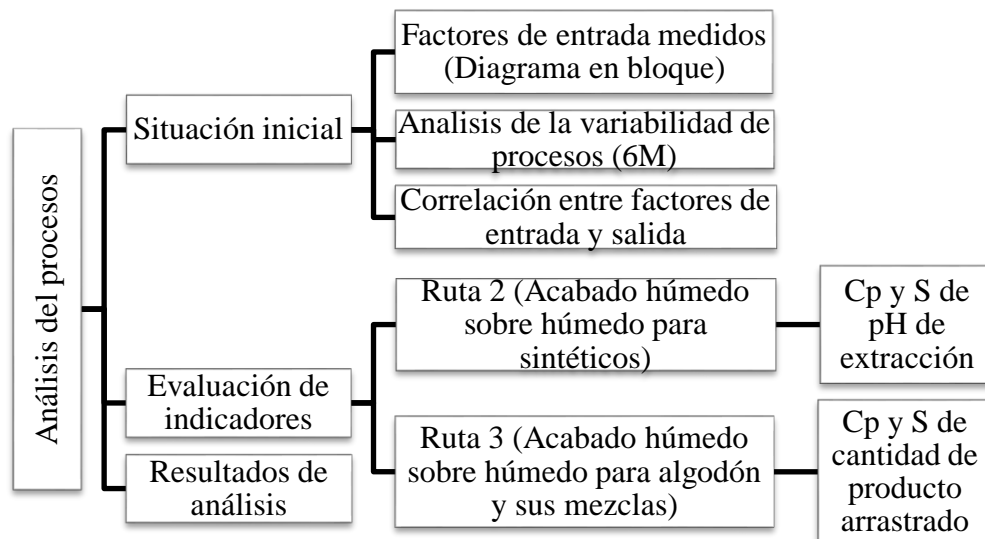 Análisis del procesos
Situación inicial
Factores de entrada medidos
(Diagrama en bloque)
Analisis de la variabilidad de
procesos (6M)
Correlación entre factores de
entrada y salida
Evaluación de
indicadores
Ruta 2 (Acabado húmedo
sobre húmedo para
sintéticos)
Cp y S de
pH de
extracción
Ruta 3 (Acabado húmedo
sobre húmedo para algodón
y sus mezclas)
Cp y S de
cantidad de
producto
arrastrado
Resultados de
análisis